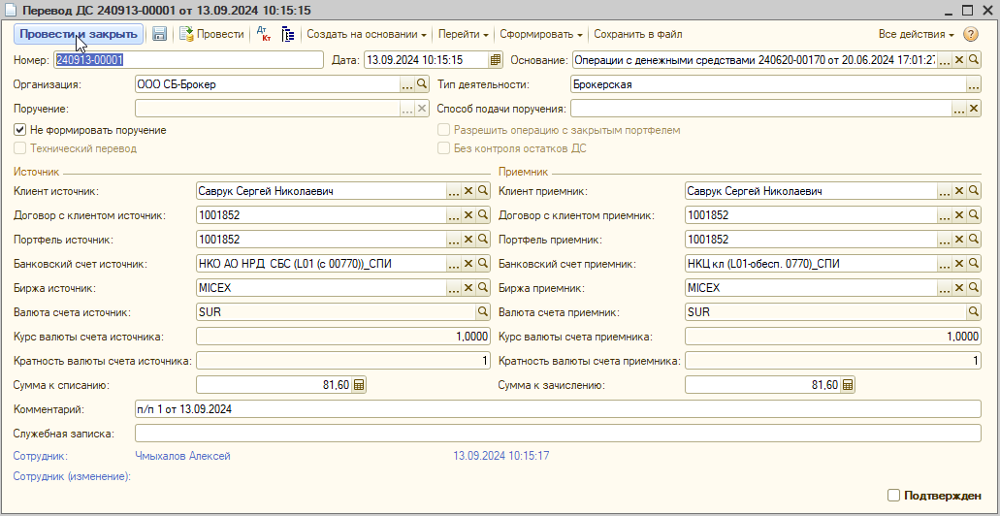 Перевод ДС 240913-00001 от 13.09.2024 10:15:15
Провести и закрыть Провести Дт Кт Создать на основании Перейти Сформировать Сохранить в файл Все действия ?
Номер: 240913-00001 Дата: 13.09.2024 10:15:15 Основание: Операции с денежными средствами 240620-00170 от 20.06.2024 17:01:27
Организация: ООО СБ-Брокер Тип деятельности: Брокерская
Поручение: Способ подачи поручения:
Не формировать поручение Разрешить операцию с закрытым портфелем
Технический перевод Без контроля остатков ДС
Источник Приемник
Клиент источник: Саврук Сергей Николаевич Клиент приемник: Саврук Сергей Николаевич
Договор с клиентом источник: 1001852 Договор с клиентом приемник: 1001852
Портфель источник: 1001852 Портфель приемник: 1001852
Банковский счет источник: НКО АО НРД СБС (L01 (с 00770))_СПИ Банковский счет приемник: НКЦ кл (L01-обесп. 0770)_СПИ
Биржа источник: MICEX Биржа приемник: MICEX
Валюта счета источник: SUR Валюта счета приемник: SUR
Курс валюты счета источника: 1,0000 Курс валюты счета приемника: 1,0000
Кратность валюты счета источника: 1 Кратность валюты счета приемника: 1
Сумма к списанию: 81,60 Сумма к зачислению: 81,60
Комментарий: п/п 1 от 13.09.2024
Служебная записка:
Сотрудник: Чмыхалов Алексей 13.09.2024 10:15:17
Сотрудник (изменение):
Подтвержден